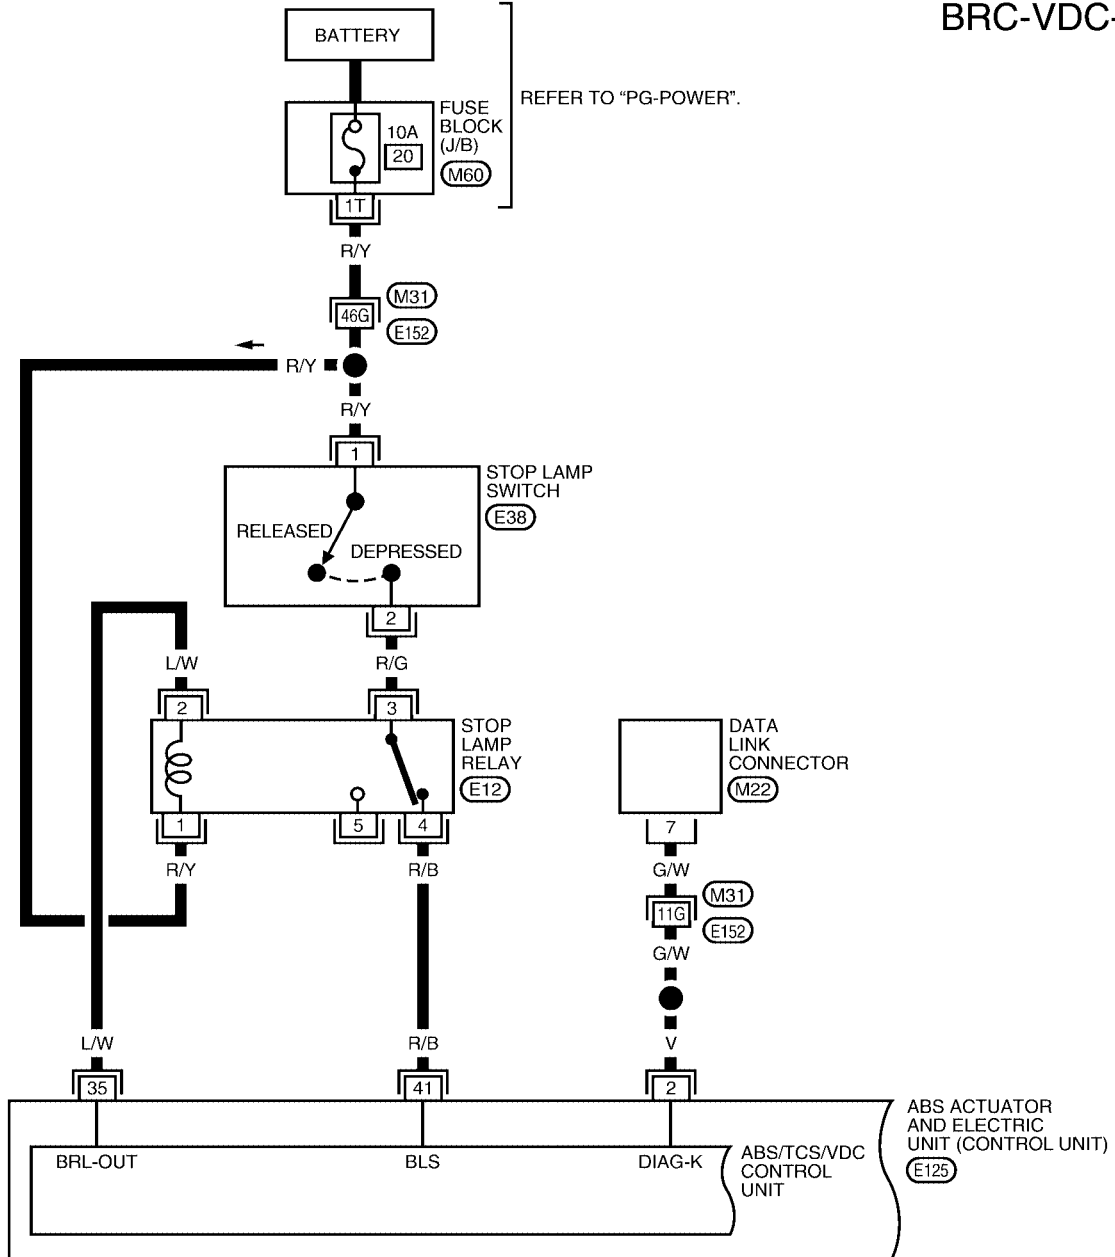 BRC-VDC-
BATTERY
REFER TO “PG-POWER”.
FUSE
BLOCK
(J/B)
M60
10A
20
1T
R/Y
46G
M31
E152
R/Y
R/Y
1
STOP LAMP
SWITCH
E38
RELEASED
DEPRESSED
2
L/W
R/G
2
3
STOP
LAMP
RELAY
E12
DATA
LINK
CONNECTOR
M22
1
5
4
7
R/Y
R/B
G/W
11G
M31
E152
G/W
L/W
R/B
V
35
41
2
ABS ACTUATOR
AND ELECTRIC
UNIT (CONTROL UNIT)
E125
BRL-OUT
BLS
DIAG-K
ABS/TCS/VDC
CONTROL
UNIT